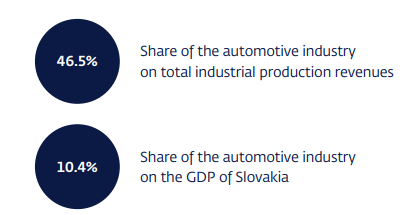 46.5%
Share of the automotive industry
on total industrial production revenues
10.4%
Share of the automotive industry
on the GDP of Slovakia